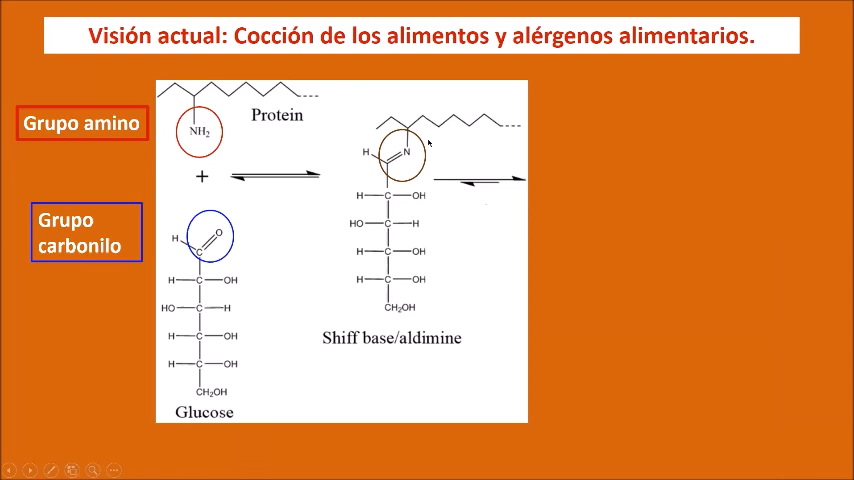 Visión actual: Cocción de los alimentos y alérgenos alimentarios.
Grupo amino
NH2
Protein
+
H
N
H C OH
HO C H
H C OH
H C OH
CH2OH
Shiff base/aldimine
Grupo
carbonilo
H
O
C
H C OH
HO C H
H C OH
H C OH
CH2OH
Glucose